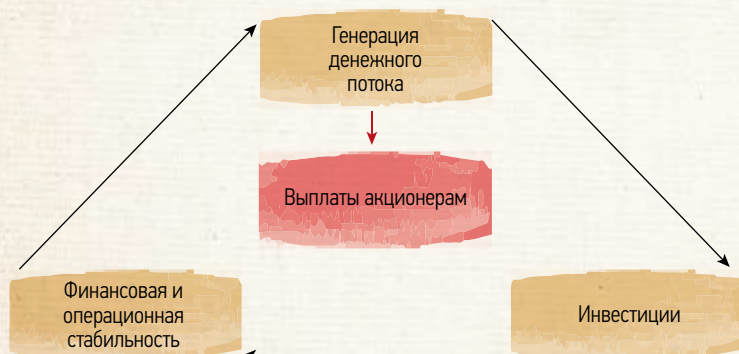 Генерация
денежного
потока
Выплаты акционерам
Финансовая и
операционная
стабильность
Инвестиции